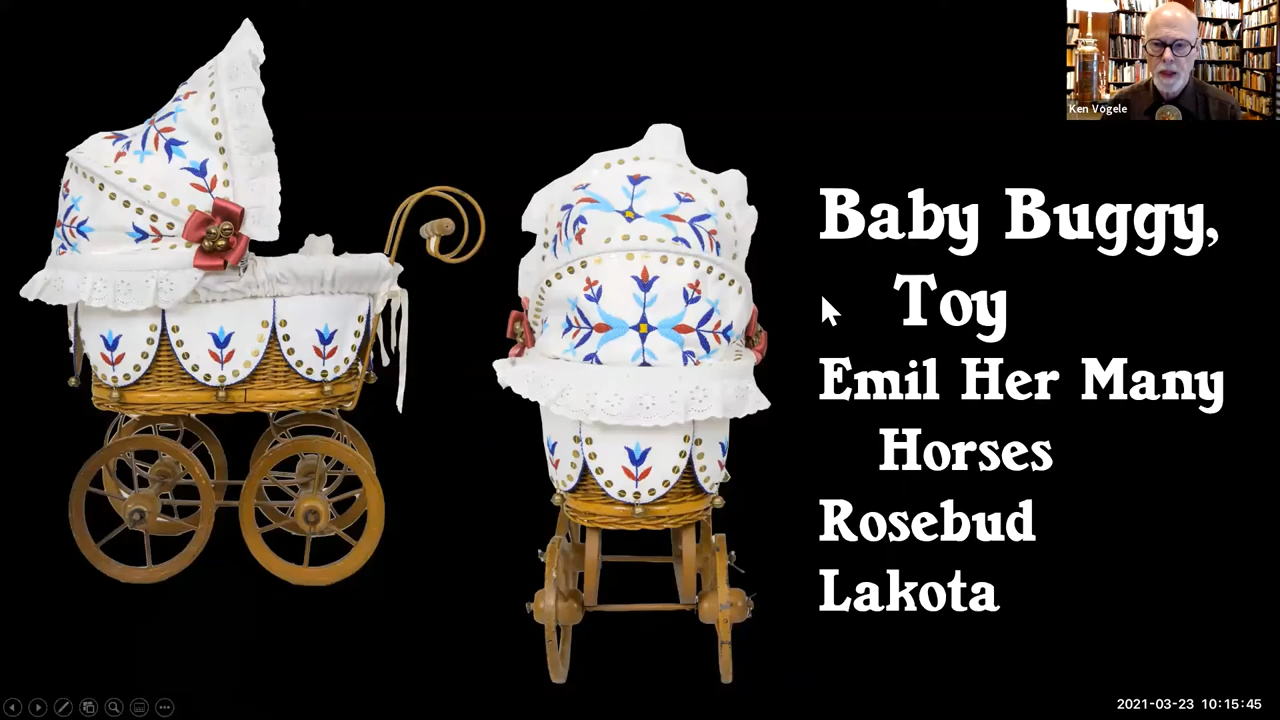 Ken Vogele
Baby Buggy,
Toy
Emil Her Many
Horses
Rosebud
Lakota
2021-03-23 10:15:45